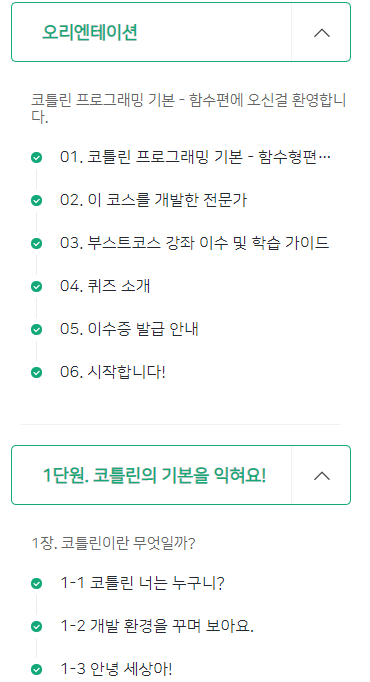 오리엔테이션
코틀린 프로그래밍 기본 - 함수편에 오신걸 환영합니
다.
01. 코틀린 프로그래밍 기본 - 함수형편…
02. 이 코스를 개발한 전문가
03. 부스트코스 강좌 이수 및 학습 가이드
04. 퀴즈 소개
05. 이수증 발급 안내
06. 시작합니다!
1단원. 코틀린의 기본을 익혀요!
1장. 코틀린이란 무엇일까?
1-1 코틀린 너는 누구니?
1-2 개발 환경을 꾸며 보아요.
1-3 안녕 세상아!